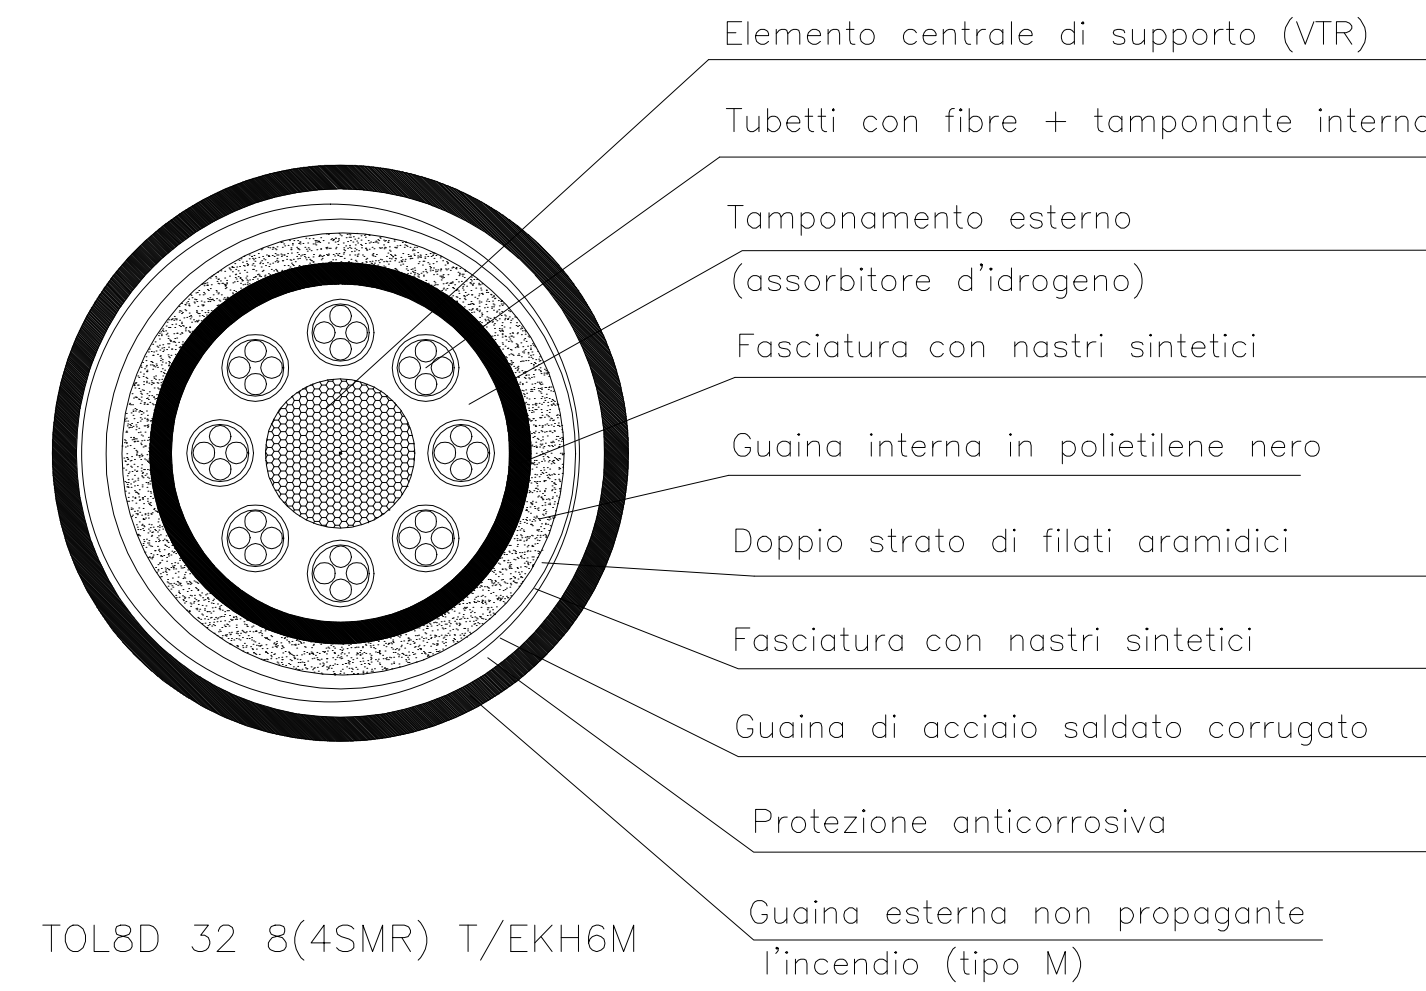 Elemento centrale di supporto (VTR)
Tubetti con fibre + tamponante interno
Tamponamento esterno
(assorbitore d'idrogeno)
Fasciatura con nastri sintetici
Guaina interna in polietilene nero
Doppio strato di filati aramidici
Fasciatura con nastri sintetici
Guaina di acciaio saldato corrugato
Protezione anticorrosiva
Guaina esterna non propagante
l'incendio (tipo M)
TOL8D 32 8(4SMR) T/EKH6M